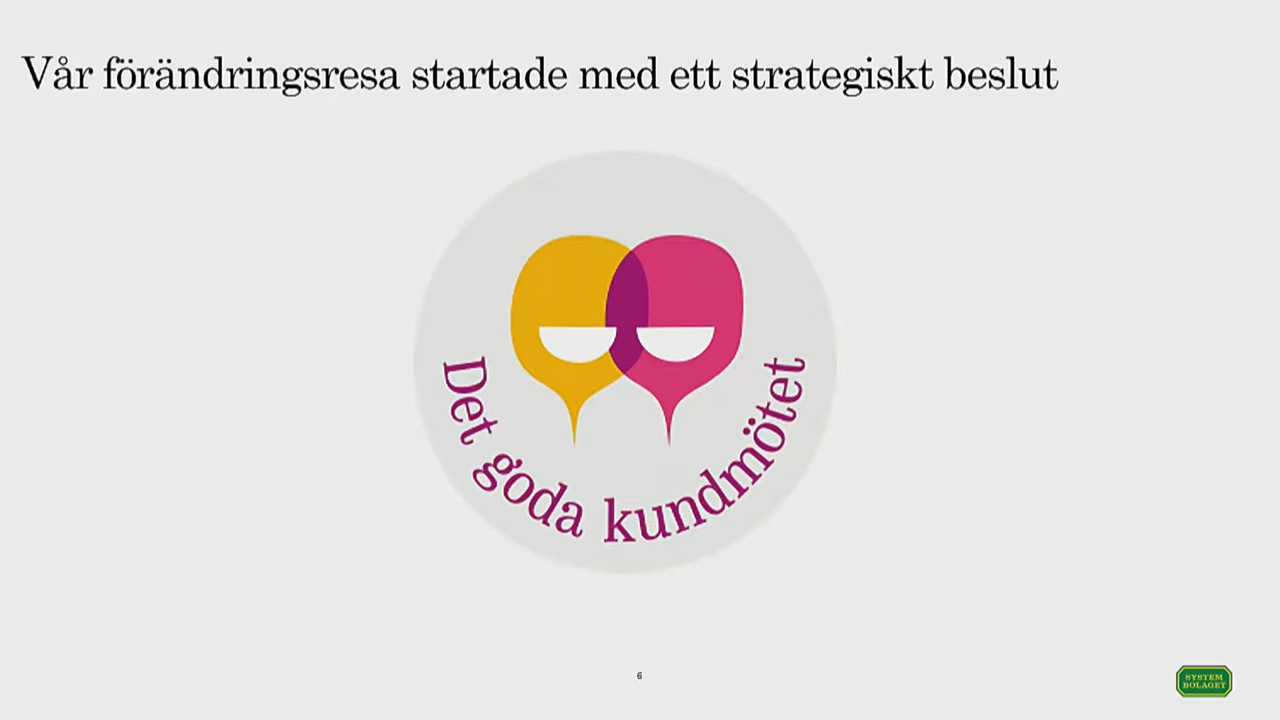 Vår förändringsresa startade med ett strategiskt beslut
Det goda kundmötet
6
SYSTEM
BOLAGET